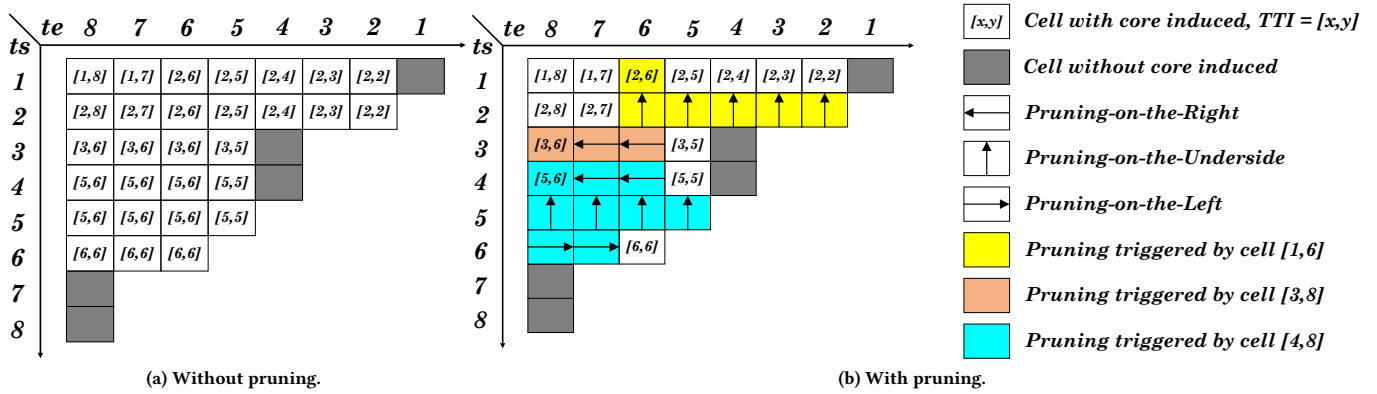 te 8 7 6 5 4 3 2 1
ts
1 [1,8] [1,7] [2,6] [2,5] [2,4] [2,3] [2,2]
2 [2,8] [2,7] [2,6] [2,5] [2,4] [2,3] [2,2]
3 [3,6] [3,6] [3,6] [3,5]
4 [5,6] [5,6] [5,6] [5,5]
5 [5,6] [5,6] [5,6] [5,5]
6 [6,6] [6,6] [6,6]
7
8
(a) Without pruning.
te 8 7 6 5 4 3 2 1
ts
1 [1,8] [1,7] [2,6] [2,5] [2,4] [2,3] [2,2]
2 [2,8] [2,7]
3 [3,6] [3,5]
4 [5,6] [5,5]
5
6 [6,6]
7
8
(b) With pruning.
[x,y] Cell with core induced, TTI = [x,y]
Cell without core induced
Pruning-on-the-Right
Pruning-on-the-Underside
Pruning-on-the-Left
Pruning triggered by cell [1,6]
Pruning triggered by cell [3,8]
Pruning triggered by cell [4,8]